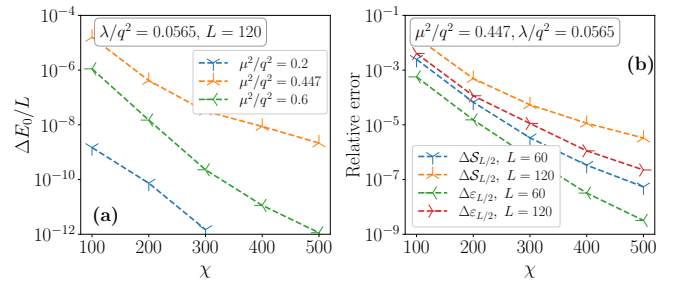 λ/q² = 0.0565, L = 120
μ²/q² = 0.2
μ²/q² = 0.447
μ²/q² = 0.6
(a)
ΔE₀/L
10⁻⁴
10⁻⁶
10⁻⁸
10⁻¹⁰
10⁻¹²
100 200 300 400 500
χ
μ²/q² = 0.447, λ/q² = 0.0565
(b)
ΔS_{L/2}, L = 60
ΔS_{L/2}, L = 120
Δε_{L/2}, L = 60
Δε_{L/2}, L = 120
Relative error
10⁻¹
10⁻³
10⁻⁵
10⁻⁷
10⁻⁹
100 200 300 400 500
χ